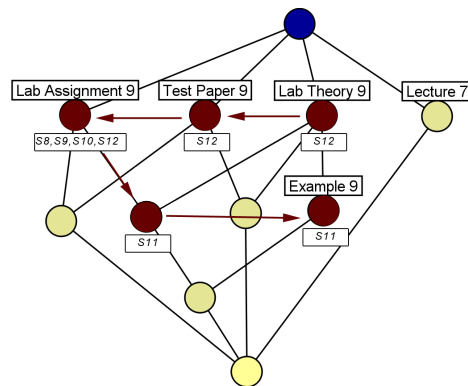 Lab Assignment 9
Test Paper 9
Lab Theory 9
Lecture 7
S8,S9,S10,S12
S12
S12
Example 9
S11
S11